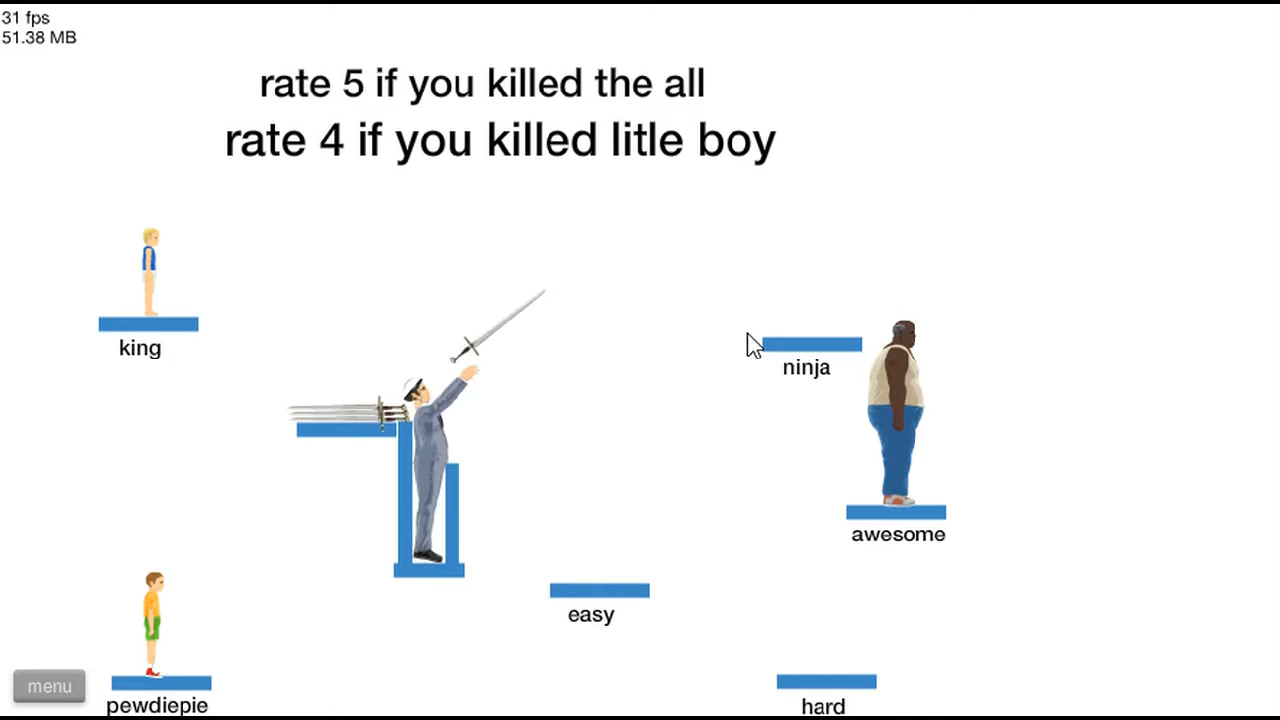 31 fps
51.38 MB
rate 5 if you killed the all
rate 4 if you killed litle boy
king
ninja
awesome
easy
menu
pewdiepie
hard